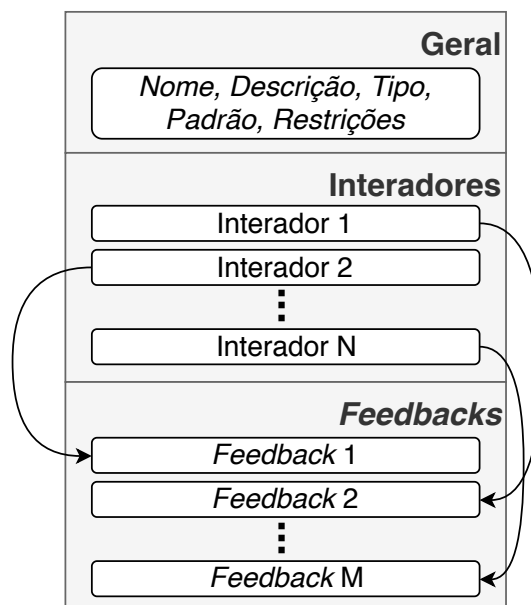 Geral
Nome, Descrição, Tipo,
Padrão, Restrições
Interadores
Interador 1
Interador 2
Interador N
Feedbacks
Feedback 1
Feedback 2
Feedback M